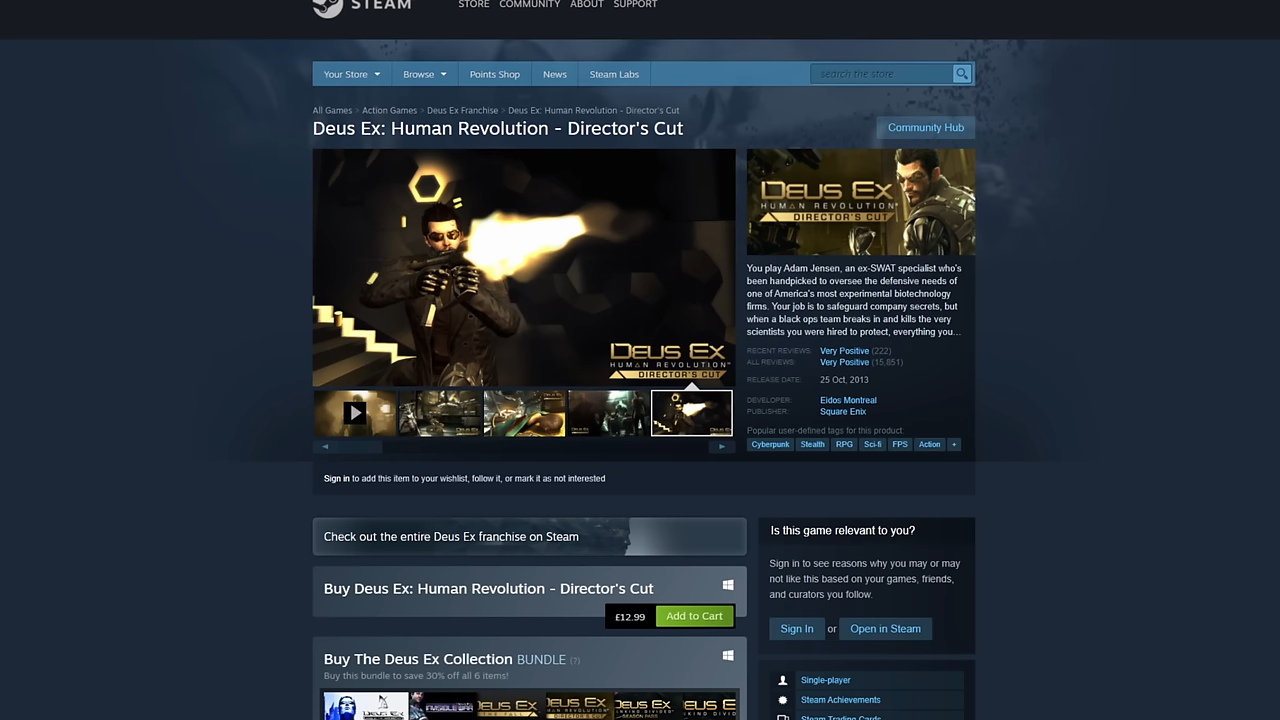 STEAM
STORE COMMUNITY ABOUT SUPPORT
Your Store Browse Points Shop News Steam Labs search the store
All Games > Action Games > Deus Ex Franchise > Deus Ex: Human Revolution - Director's Cut
Deus Ex: Human Revolution - Director's Cut
Community Hub
DEUS EX
HUMAN REVOLUTION
DIRECTOR'S CUT
You play Adam Jensen, an ex-SWAT specialist who's
been handpicked to oversee the defensive needs of
one of America's most experimental biotechnology
firms. Your job is to safeguard company secrets, but
when a black ops team breaks in and kills the very
scientists you were hired to protect, everything you...
RECENT REVIEWS: Very Positive (222)
ALL REVIEWS: Very Positive (15,851)
RELEASE DATE: 25 Oct, 2013
DEVELOPER: Eidos Montreal
PUBLISHER: Square Enix
Popular user-defined tags for this product:
Cyberpunk Stealth RPG Sci-fi FPS Action +
DEUS EX
HUMAN REVOLUTION™
DIRECTOR'S CUT
Sign in to add this item to your wishlist, follow it, or mark it as not interested
Check out the entire Deus Ex franchise on Steam
Buy Deus Ex: Human Revolution - Director's Cut
£12.99 Add to Cart
Buy The Deus Ex Collection BUNDLE (?)
Buy this bundle to save 30% off all 6 items!
Is this game relevant to you?
Sign in to see reasons why you may or may
not like this based on your games, friends,
and curators you follow.
Sign In or Open in Steam
Single-player
Steam Achievements
Steam Trading Cards